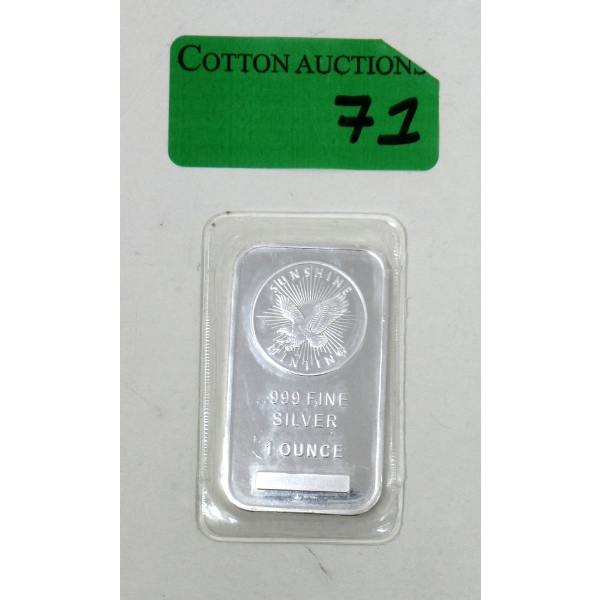 COTTON AUCTIONS
71
SUNSHINE
MINTING
999 FINE
SILVER
1 OUNCE